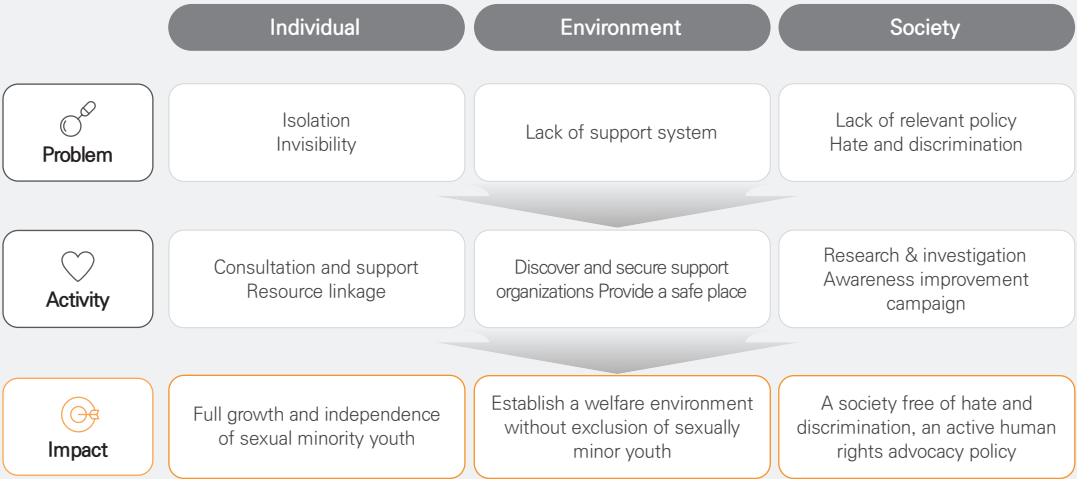 Individual
Environment
Society
Problem
Isolation
Invisibility
Lack of support system
Lack of relevant policy
Hate and discrimination
Activity
Consultation and support
Resource linkage
Discover and secure support
organizations Provide a safe place
Research & investigation
Awareness improvement
campaign
Impact
Full growth and independence
of sexual minority youth
Establish a welfare environment
without exclusion of sexually
minor youth
A society free of hate and
discrimination, an active human
rights advocacy policy